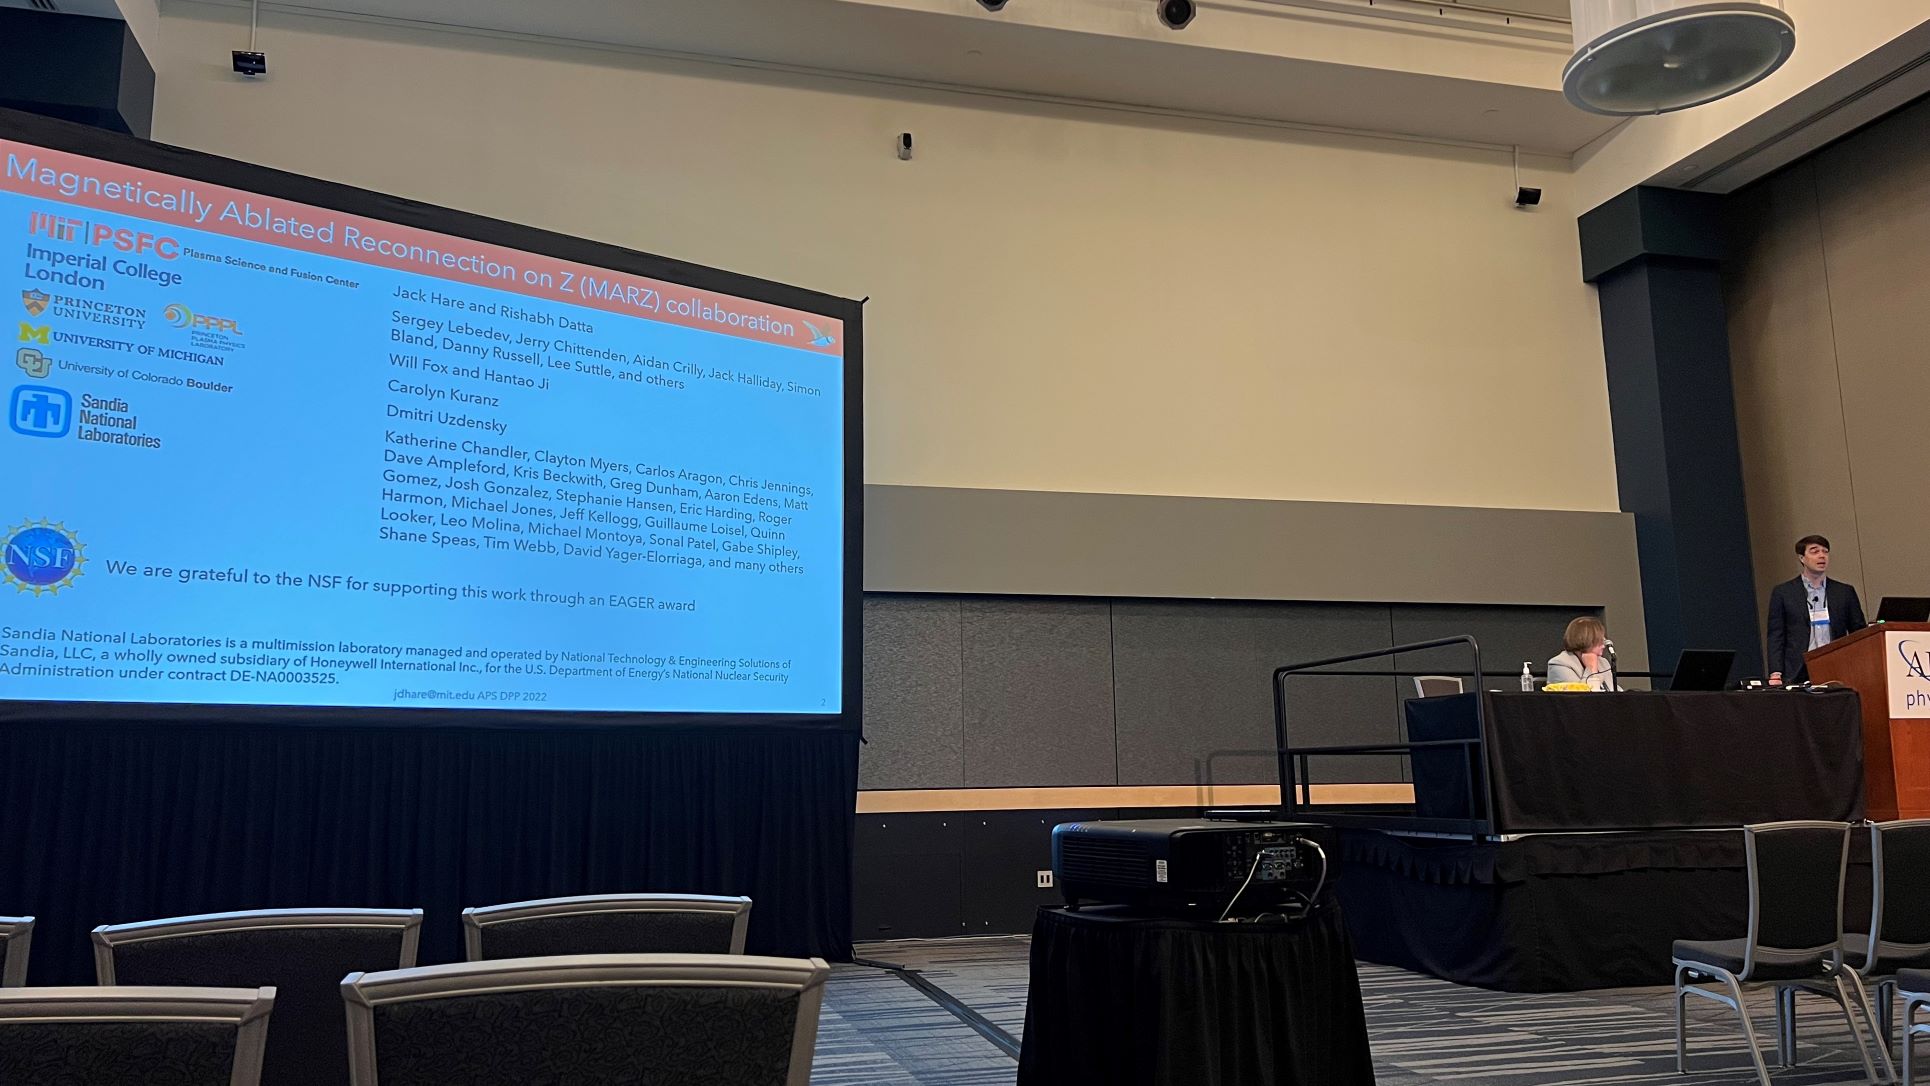 Magnetically Ablated Reconnection on Z (MARZ) collaboration
MIT PSFC Plasma Science and Fusion Center
Imperial College
London
PRINCETON
UNIVERSITY
PPPL
PRINCETON
PLASMA PHYSICS
LABORATORY
M UNIVERSITY OF MICHIGAN
CU University of Colorado Boulder
Sandia
National
Laboratories
Jack Hare and Rishabh Datta
Sergey Lebedev, Jerry Chittenden, Aidan Crilly, Jack Halliday, Simon
Bland, Danny Russell, Lee Suttle, and others
Will Fox and Hantao Ji
Carolyn Kuranz
Dmitri Uzdensky
Katherine Chandler, Clayton Myers, Carlos Aragon, Chris Jennings,
Dave Ampleford, Kris Beckwith, Greg Dunham, Aaron Edens, Matt
Gomez, Josh Gonzalez, Stephanie Hansen, Eric Harding, Roger
Harmon, Michael Jones, Jeff Kellogg, Guillaume Loisel, Quinn
Looker, Leo Molina, Michael Montoya, Sonal Patel, Gabe Shipley,
Shane Speas, Tim Webb, David Yager-Elorriaga, and many others
NSF
We are grateful to the NSF for supporting this work through an EAGER award
Sandia National Laboratories is a multimission laboratory managed and operated by National Technology & Engineering Solutions of
Sandia, LLC, a wholly owned subsidiary of Honeywell International Inc., for the U.S. Department of Energy's National Nuclear Security
Administration under contract DE-NA0003525.
jdhare@mit.edu APS DPP 2022
2
phy